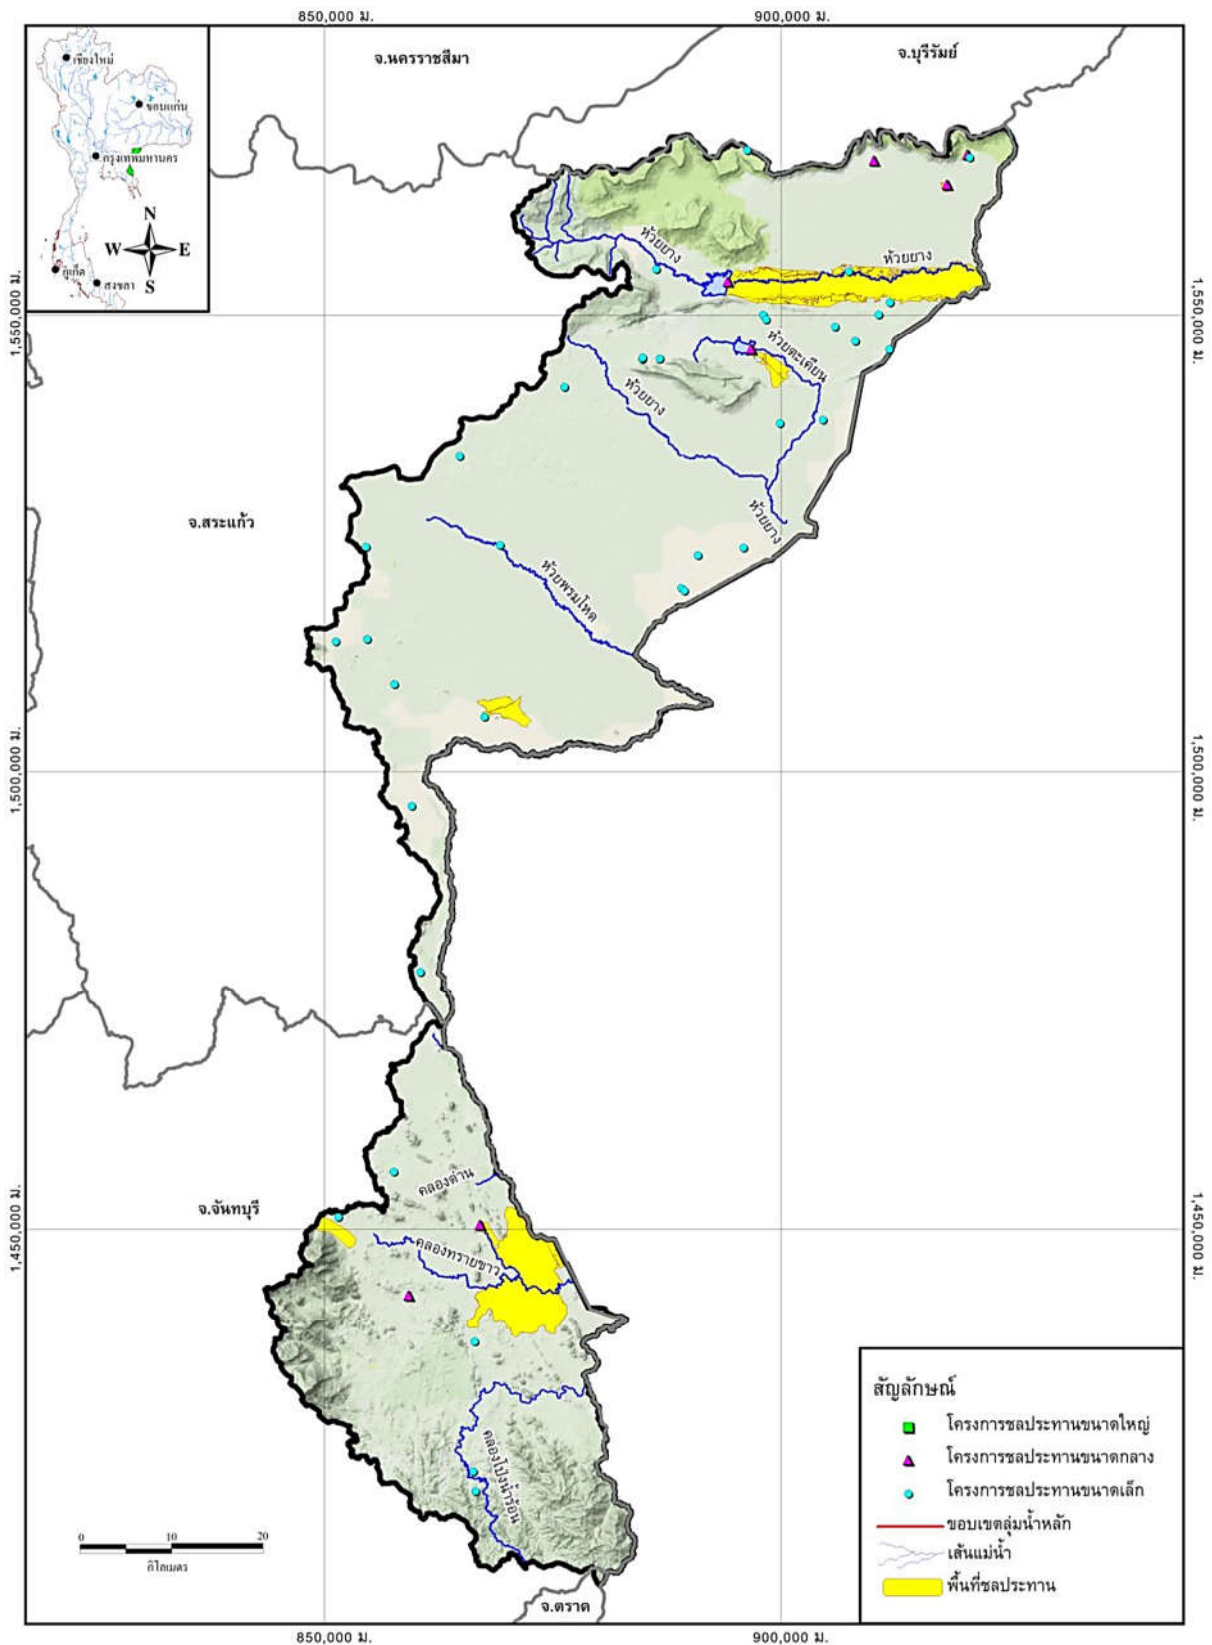 850,000 ม.
900,000 ม.
จ.นครราชสีมา
จ.บุรีรัมย์
เชียงใหม่
ขอนแก่น
กรุงเทพมหานคร
N
W
E
S
ภูเก็ต
สงขลา
ห้วยยาง
ห้วยยาง
1,550,000 ม.
1,550,000 ม.
ห้วยตะเคียน
ห้วยยาง
จ.สระแก้ว
ห้วยยาง
ห้วยพรมโหด
1,500,000 ม.
1,500,000 ม.
คลองด่าน
จ.จันทบุรี
1,450,000 ม.
1,450,000 ม.
คลองทรายขาว
คลองโป่งน้ำร้อน
สัญลักษณ์
โครงการชลประทานขนาดใหญ่
โครงการชลประทานขนาดกลาง
โครงการชลประทานขนาดเล็ก
ขอบเขตลุ่มน้ำหลัก
เส้นแม่น้ำ
พื้นที่ชลประทาน
0 10 20
กิโลเมตร
จ.ตราด
850,000 ม.
900,000 ม.